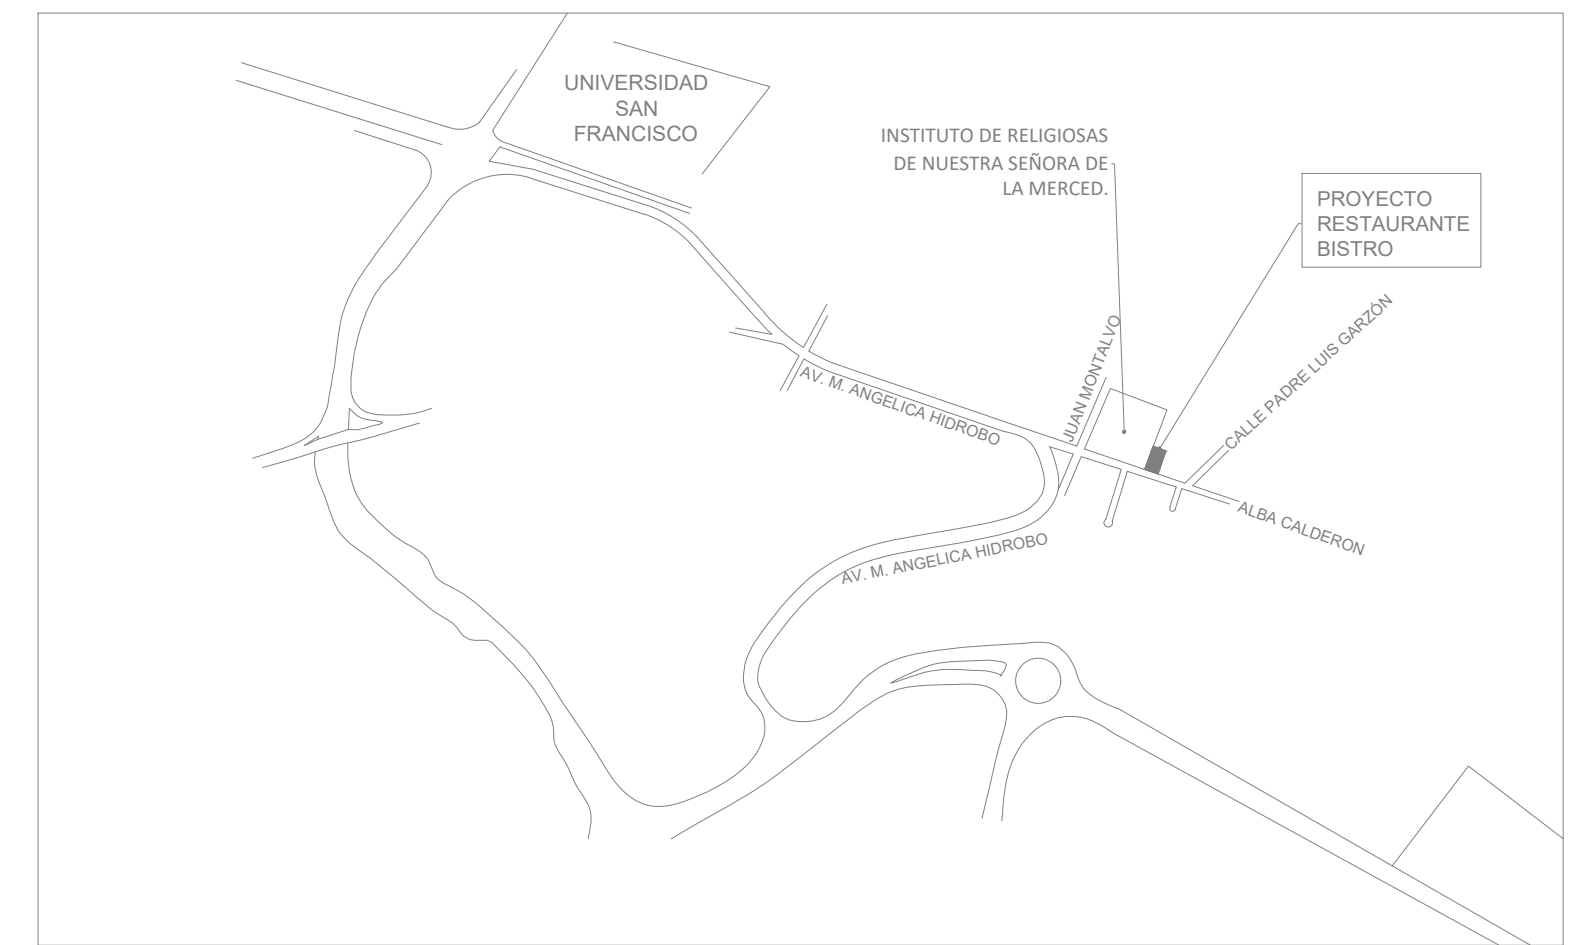 UNIVERSIDAD
SAN
FRANCISCO
INSTITUTO DE RELIGIOSAS
DE NUESTRA SEÑORA DE
LA MERCED.
PROYECTO
RESTAURANTE
BISTRO
JUAN MONTALVO
CALLE PADRE LUIS GARZÓN
AV. M. ANGELICA HIDROBO
ALBA CALDERON
AV. M. ANGELICA HIDROBO